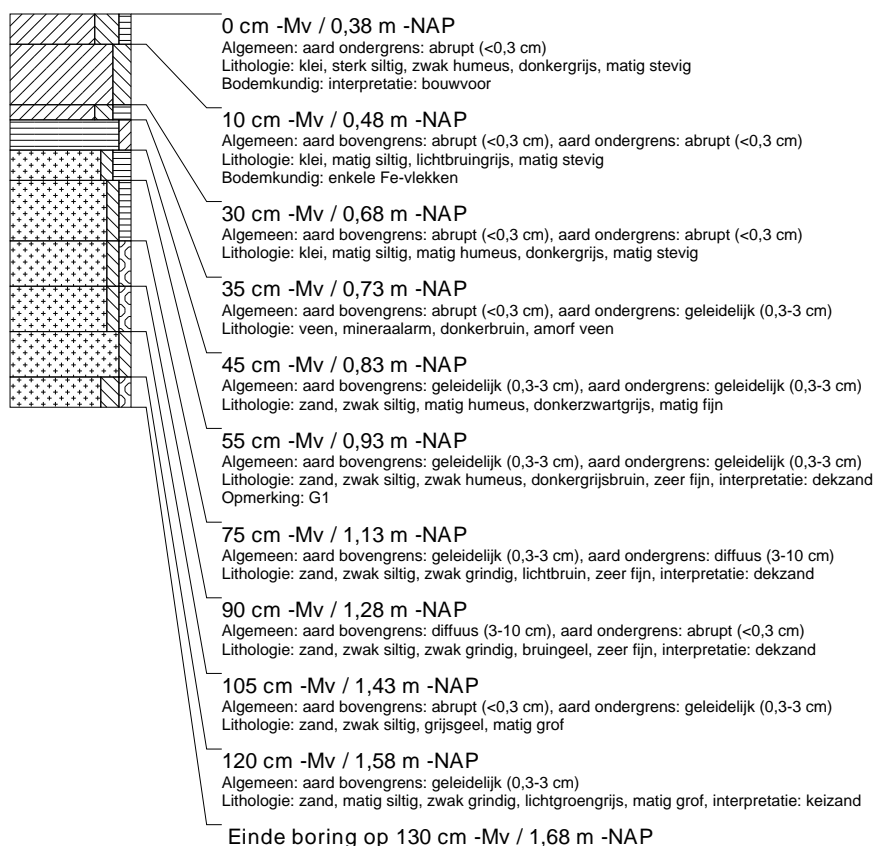 0 cm -Mv / 0,38 m -NAP
Algemeen: aard ondergrens: abrupt (<0,3 cm)
Lithologie: klei, sterk siltig, zwak humeus, donkergrijs, matig stevig
Bodemkundig: interpretatie: bouwvoor
10 cm -Mv / 0,48 m -NAP
Algemeen: aard bovengrens: abrupt (<0,3 cm), aard ondergrens: abrupt (<0,3 cm)
Lithologie: klei, matig siltig, lichtbruingrijs, matig stevig
Bodemkundig: enkele Fe-vlekken
30 cm -Mv / 0,68 m -NAP
Algemeen: aard bovengrens: abrupt (<0,3 cm), aard ondergrens: abrupt (<0,3 cm)
Lithologie: klei, matig siltig, matig humeus, donkergrijs, matig stevig
35 cm -Mv / 0,73 m -NAP
Algemeen: aard bovengrens: abrupt (<0,3 cm), aard ondergrens: geleidelijk (0,3-3 cm)
Lithologie: veen, mineraalarm, donkerbruin, amorf veen
45 cm -Mv / 0,83 m -NAP
Algemeen: aard bovengrens: geleidelijk (0,3-3 cm), aard ondergrens: geleidelijk (0,3-3 cm)
Lithologie: zand, zwak siltig, matig humeus, donkerzwartgrijs, matig fijn
55 cm -Mv / 0,93 m -NAP
Algemeen: aard bovengrens: geleidelijk (0,3-3 cm), aard ondergrens: geleidelijk (0,3-3 cm)
Lithologie: zand, zwak siltig, zwak humeus, donkergrijsbruin, zeer fijn, interpretatie: dekzand
Opmerking: G1
75 cm -Mv / 1,13 m -NAP
Algemeen: aard bovengrens: geleidelijk (0,3-3 cm), aard ondergrens: diffuus (3-10 cm)
Lithologie: zand, zwak siltig, zwak grindig, lichtbruin, zeer fijn, interpretatie: dekzand
90 cm -Mv / 1,28 m -NAP
Algemeen: aard bovengrens: diffuus (3-10 cm), aard ondergrens: abrupt (<0,3 cm)
Lithologie: zand, zwak siltig, zwak grindig, bruingeel, zeer fijn, interpretatie: dekzand
105 cm -Mv / 1,43 m -NAP
Algemeen: aard bovengrens: abrupt (<0,3 cm), aard ondergrens: geleidelijk (0,3-3 cm)
Lithologie: zand, zwak siltig, grijsgeel, matig grof
120 cm -Mv / 1,58 m -NAP
Algemeen: aard bovengrens: geleidelijk (0,3-3 cm)
Lithologie: zand, matig siltig, zwak grindig, lichtgroengrijs, matig grof, interpretatie: keizand
Einde boring op 130 cm -Mv / 1,68 m -NAP